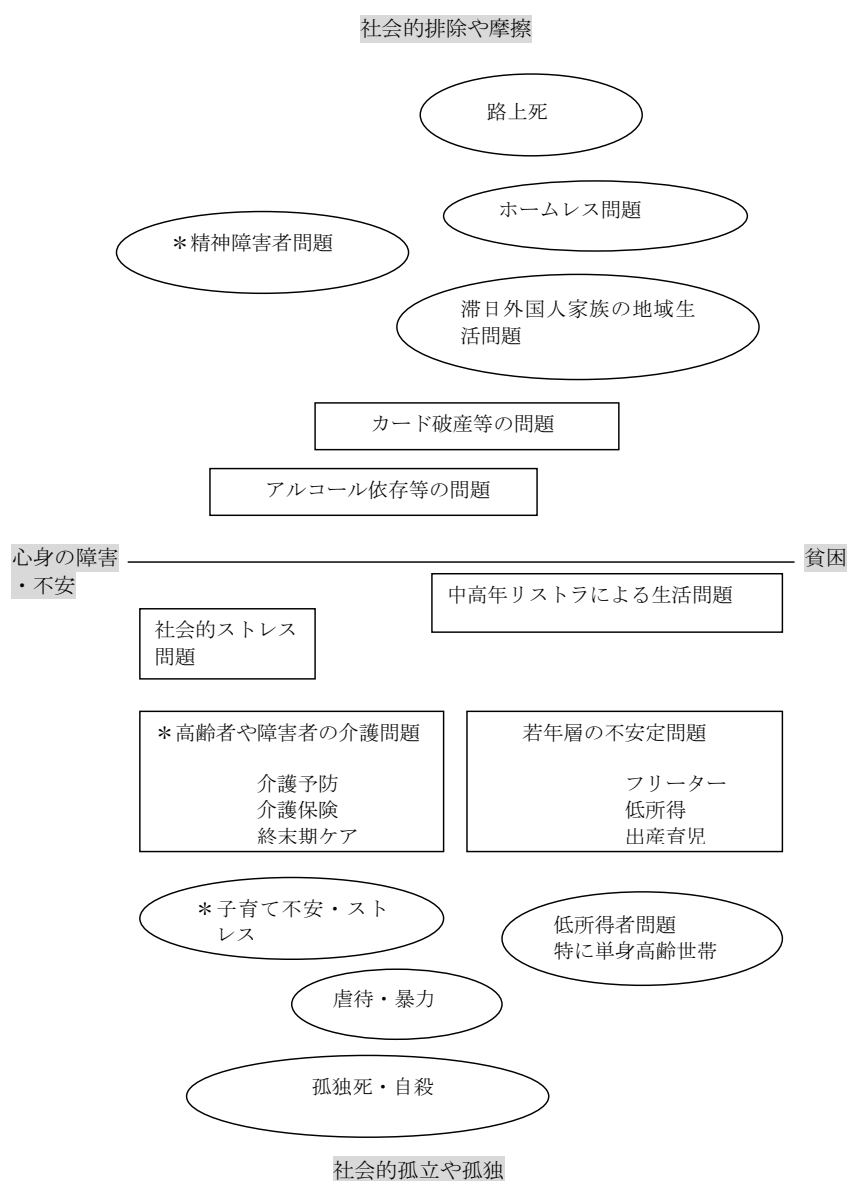 社会的排除や摩擦
路上死
ホームレス問題
＊精神障害者問題
滞日外国人家族の地域生
活問題
カード破産等の問題
アルコール依存等の問題
心身の障害
・不安
貧困
中高年リストラによる生活問題
社会的ストレス
問題
＊高齢者や障害者の介護問題
介護予防
介護保険
終末期ケア
若年層の不安定問題
フリーター
低所得
出産育児
＊子育て不安・スト
レス
低所得者問題
特に単身高齢世帯
虐待・暴力
孤独死・自殺
社会的孤立や孤独